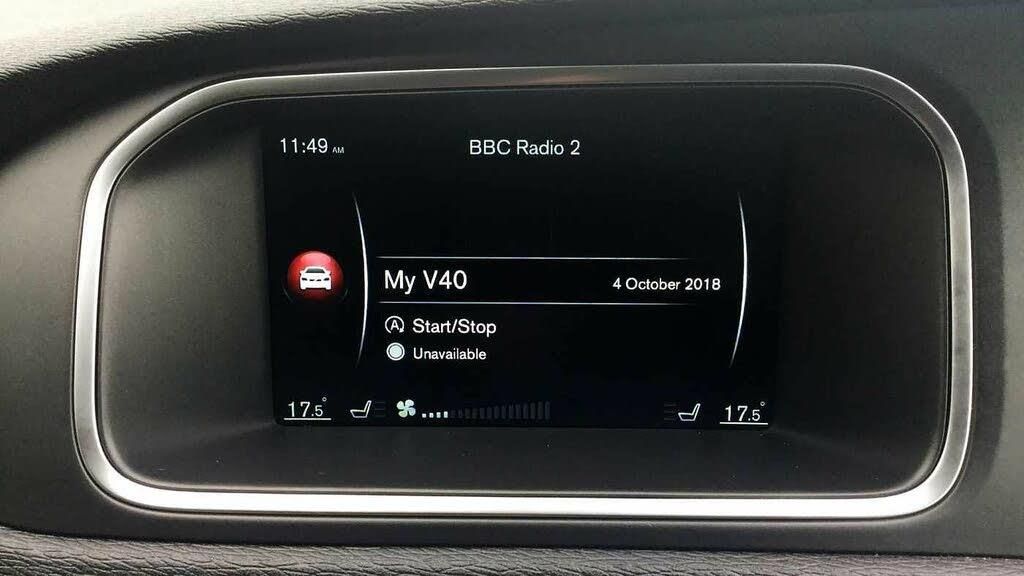 11:49 AM
BBC Radio 2
My V40
4 October 2018
Start/Stop
Unavailable
17.5°
17.5°